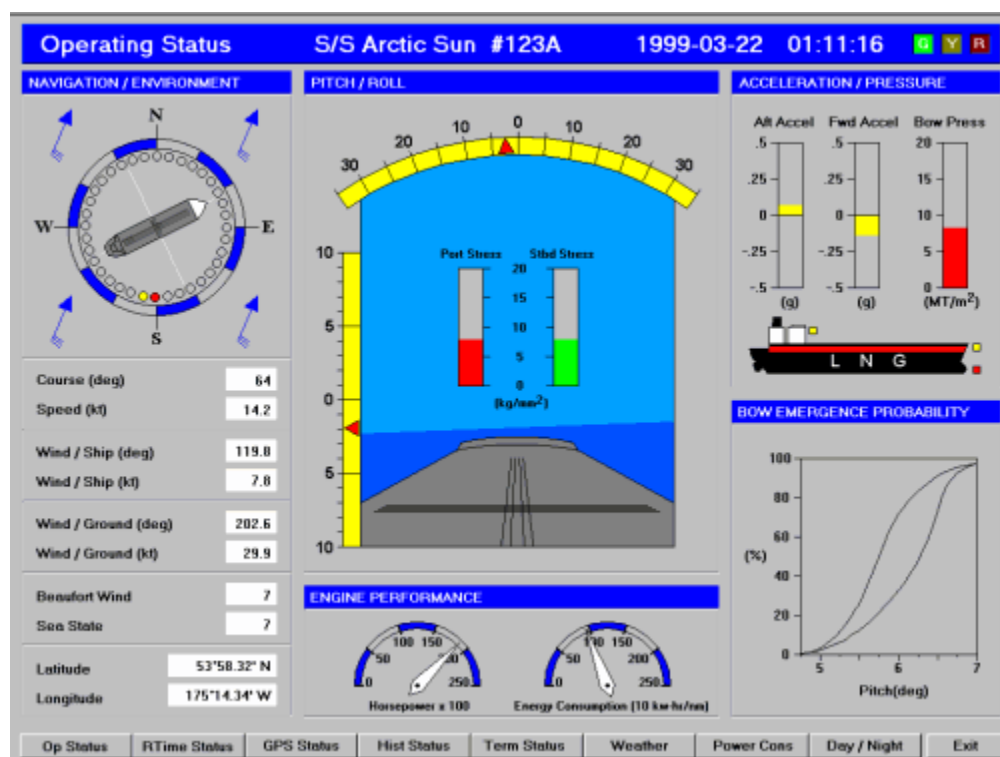 Operating Status S/S Arctic Sun #123A 1999-03-22 01:11:16 G Y R
NAVIGATION / ENVIRONMENT
N
W E
S
Course (deg) 64
Speed (kt) 14.2
Wind / Ship (deg) 119.8
Wind / Ship (kt) 7.8
Wind / Ground (deg) 202.6
Wind / Ground (kt) 29.9
Beaufort Wind 7
Sea State 7
Latitude 53°58.32' N
Longitude 175°14.34' W
PITCH / ROLL
30 20 10 0 10 20 30
10
5
0
5
10
Port Stress Stbd Stress
20
15
10
5
0
(kg/mm²)
ENGINE PERFORMANCE
0 50 100 150 200 250
Horsepower x 100
0 50 100 150 200 250
Energy Consumption (10 kw-hr/nm)
ACCELERATION / PRESSURE
Aft Accel Fwd Accel Bow Press
.5 .5 20
.25 .25 15
0 0 10
-.25 -.25 5
-.5 -.5 0
(g) (g) (MT/m²)
L N G
BOW EMERGENCE PROBABILITY
100
80
60
(%)
40
20
0
5 6 7
Pitch(deg)
Op Status RTime Status GPS Status Hist Status Term Status Weather Power Cons Day / Night Exit